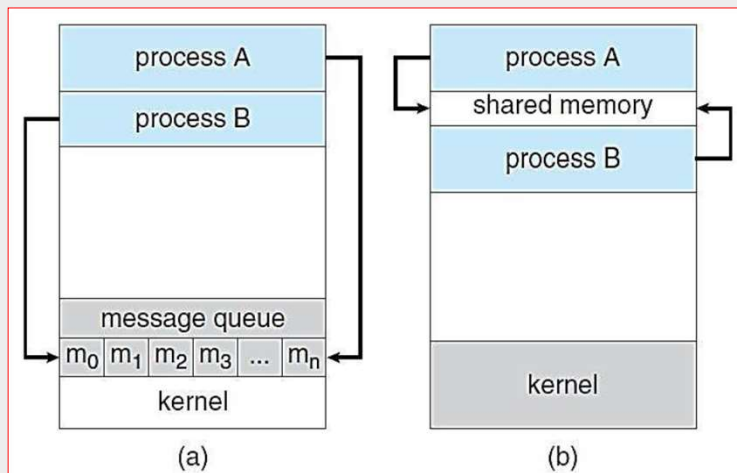 process A
process B
message queue
m₀ m₁ m₂ m₃ ... mₙ
kernel
(a)
process A
shared memory
process B
kernel
(b)